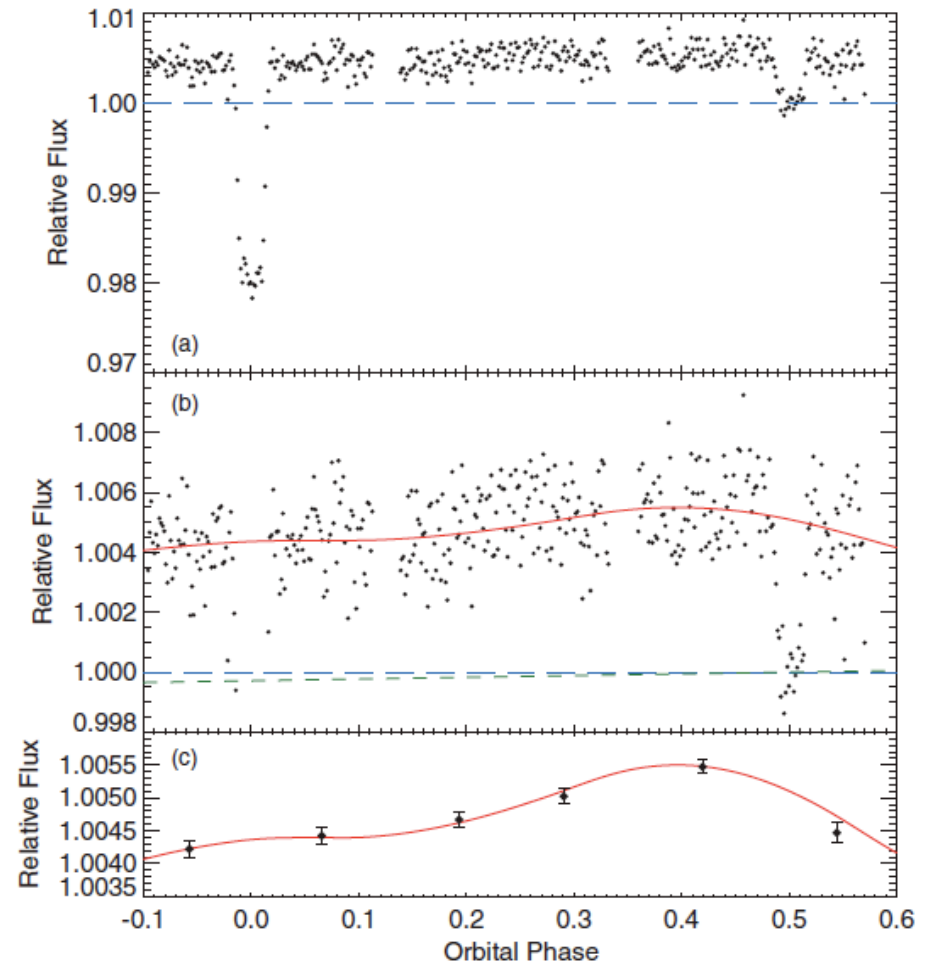 1.01
1.00
0.99
0.98
0.97
Relative Flux
(a)
(b)
1.008
1.006
1.004
1.002
1.000
0.998
Relative Flux
(c)
1.0055
1.0050
1.0045
1.0040
1.0035
Relative Flux
-0.1 0.0 0.1 0.2 0.3 0.4 0.5 0.6
Orbital Phase